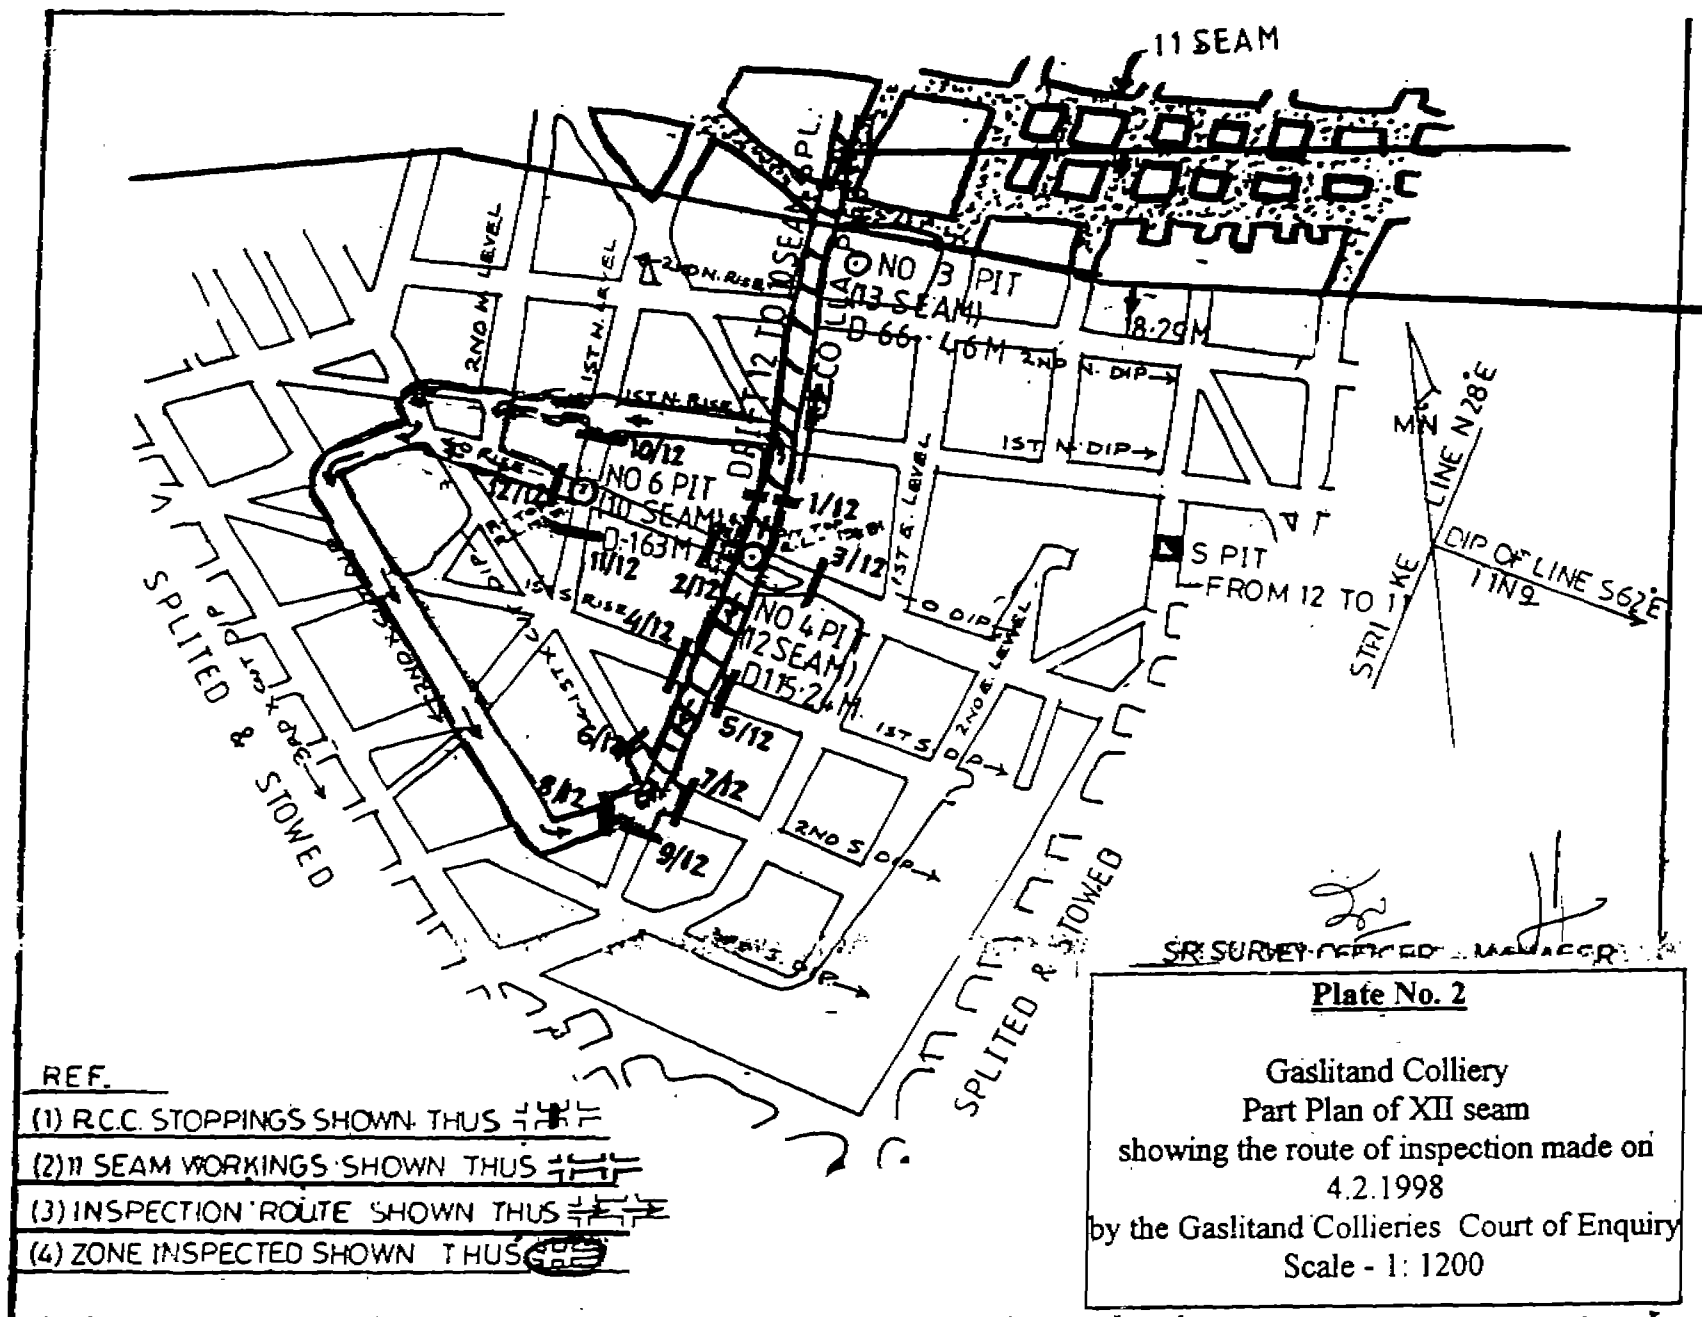 11 SEAM
DRIFT 12 TO 10 SEAM SPL.
2ND N. LEVEL
1ST N. LEVEL
2ND N. RISE
NO 3 PIT
(13 SEAM)
D 66. 46M
18.29M
2ND N. DIP
1ST N. RISE
1ST N. DIP
MN
LINE N 28°E
10/12
NO 6 PIT
(10 SEAM)
D-163M
RISE
12/12
1/12
11/12
2/12
3/12
1ST E. LEVEL
S PIT
FROM 12 TO 11
STRIKE
DIP OF LINE S62°E
1 IN 9
1ST S RISE
4/12
NO 4 PIT
(12 SEAM)
D115.24M
0 DIP
2ND E. LEVEL
5/12
1ST S DIP
6/12
7/12
8/12
9/12
2ND S DIP
SPLITED & STOWED
SPLITED & STOWED
SR. SURVEY OFFICER MANAGER
Plate No. 2
Gaslitand Colliery
Part Plan of XII seam
showing the route of inspection made on
4.2.1998
by the Gaslitand Collieries Court of Enquiry
Scale - 1: 1200
REF.
(1) R.C.C. STOPPINGS SHOWN THUS
(2) 11 SEAM WORKINGS SHOWN THUS
(3) INSPECTION ROUTE SHOWN THUS
(4) ZONE INSPECTED SHOWN THUS